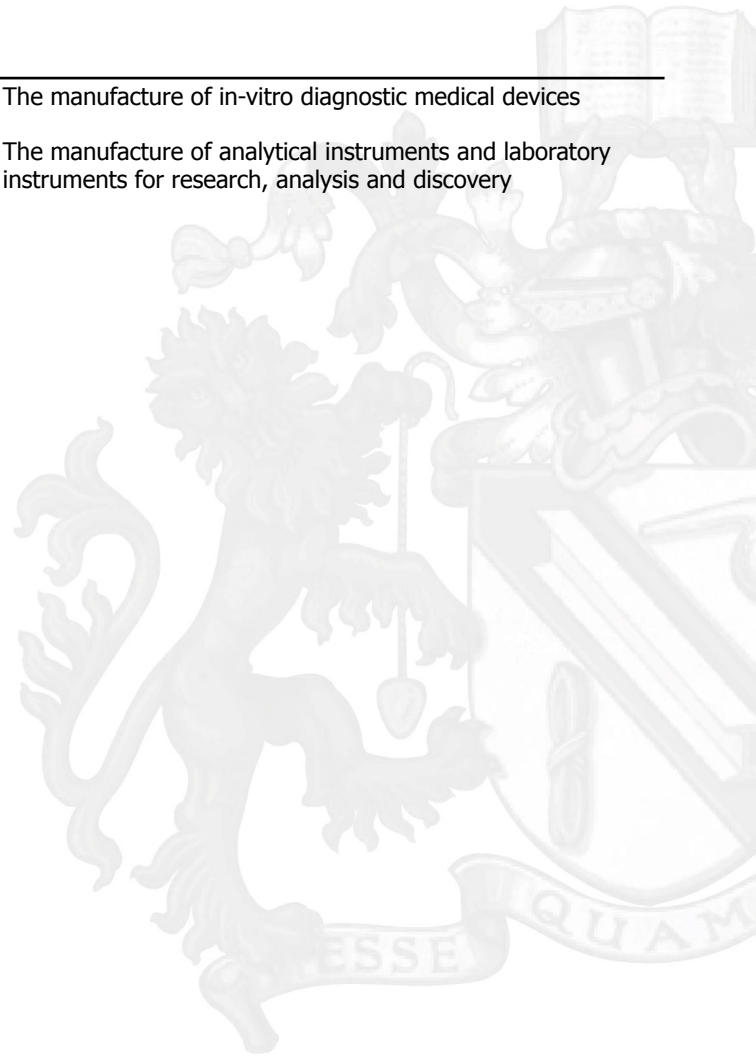 The manufacture of in-vitro diagnostic medical devices
The manufacture of analytical instruments and laboratory
instruments for research, analysis and discovery
ESSE
QUAM